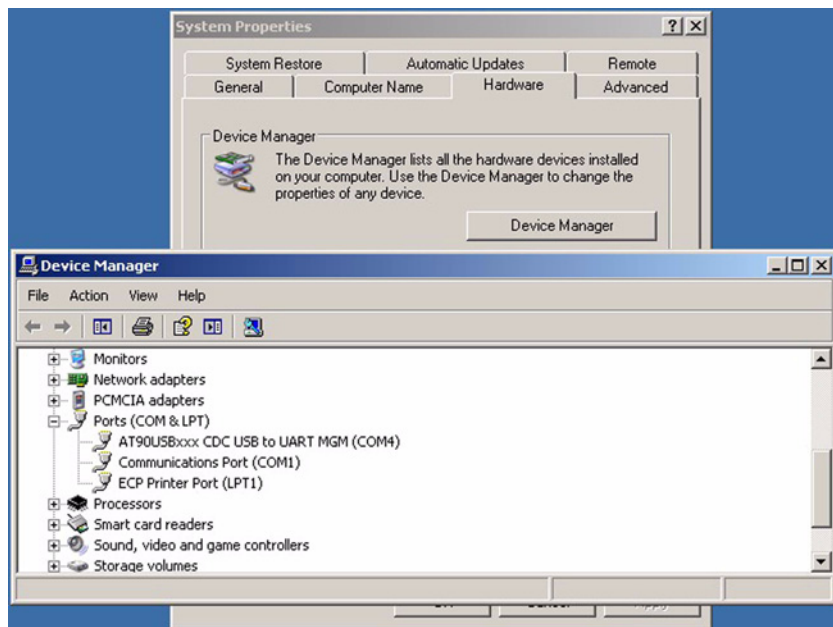 System Properties
System Restore Automatic Updates Remote
General Computer Name Hardware Advanced
Device Manager
The Device Manager lists all the hardware devices installed
on your computer. Use the Device Manager to change the
properties of any device.
Device Manager
Device Manager
File Action View Help
Monitors
Network adapters
PCMCIA adapters
Ports (COM & LPT)
AT90USBxxx CDC USB to UART MGM (COM4)
Communications Port (COM1)
ECP Printer Port (LPT1)
Processors
Smart card readers
Sound, video and game controllers
Storage volumes